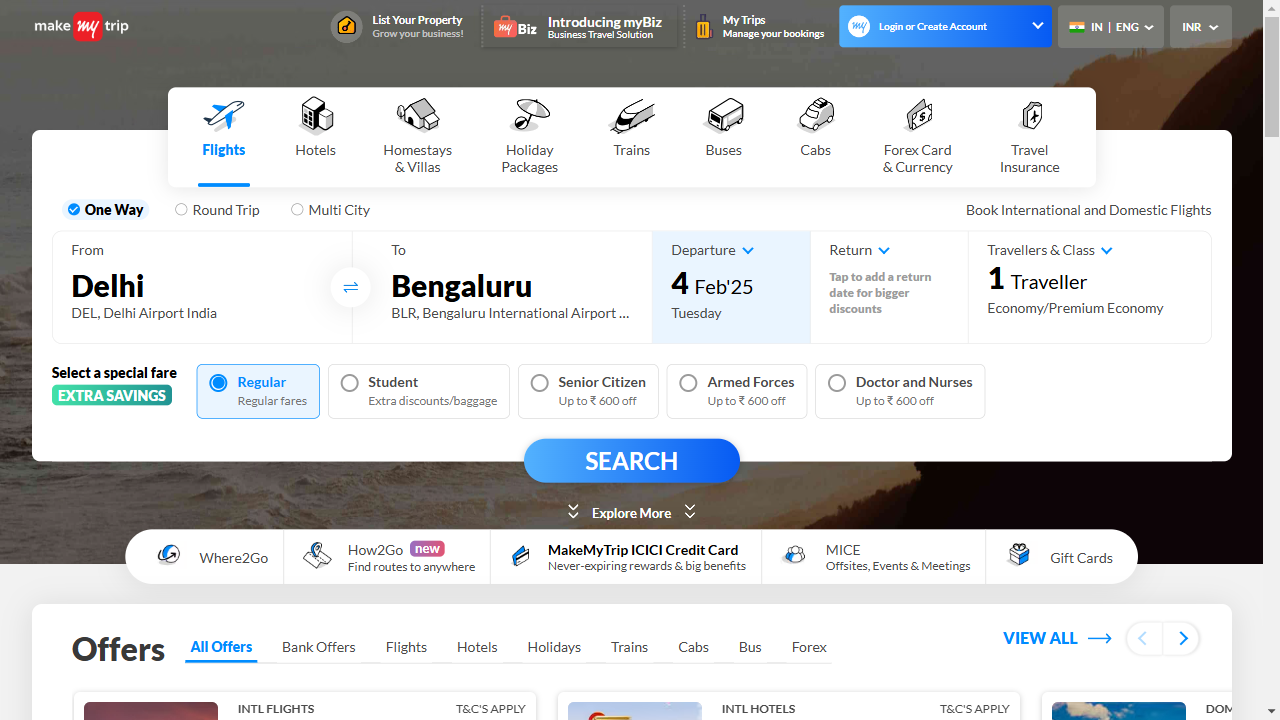 make my trip
List Your Property
Grow your business!
my Biz
Introducing myBiz
Business Travel Solution
My Trips
Manage your bookings
my
Login or Create Account
IN | ENG
INR
Flights
Hotels
Homestays
& Villas
Holiday
Packages
Trains
Buses
Cabs
Forex Card
& Currency
Travel
Insurance
One Way
Round Trip
Multi City
Book International and Domestic Flights
From
Delhi
DEL, Delhi Airport India
To
Bengaluru
BLR, Bengaluru International Airport ...
Departure
4 Feb'25
Tuesday
Return
Tap to add a return
date for bigger
discounts
Travellers & Class
1 Traveller
Economy/Premium Economy
Select a special fare
EXTRA SAVINGS
Regular
Regular fares
Student
Extra discounts/baggage
Senior Citizen
Up to ₹ 600 off
Armed Forces
Up to ₹ 600 off
Doctor and Nurses
Up to ₹ 600 off
SEARCH
Explore More
Where2Go
How2Go new
Find routes to anywhere
MakeMyTrip ICICI Credit Card
Never-expiring rewards & big benefits
MICE
Offsites, Events & Meetings
Gift Cards
Offers
All Offers
Bank Offers
Flights
Hotels
Holidays
Trains
Cabs
Bus
Forex
VIEW ALL
INTL FLIGHTS
T&C'S APPLY
INTL HOTELS
T&C'S APPLY
DOM